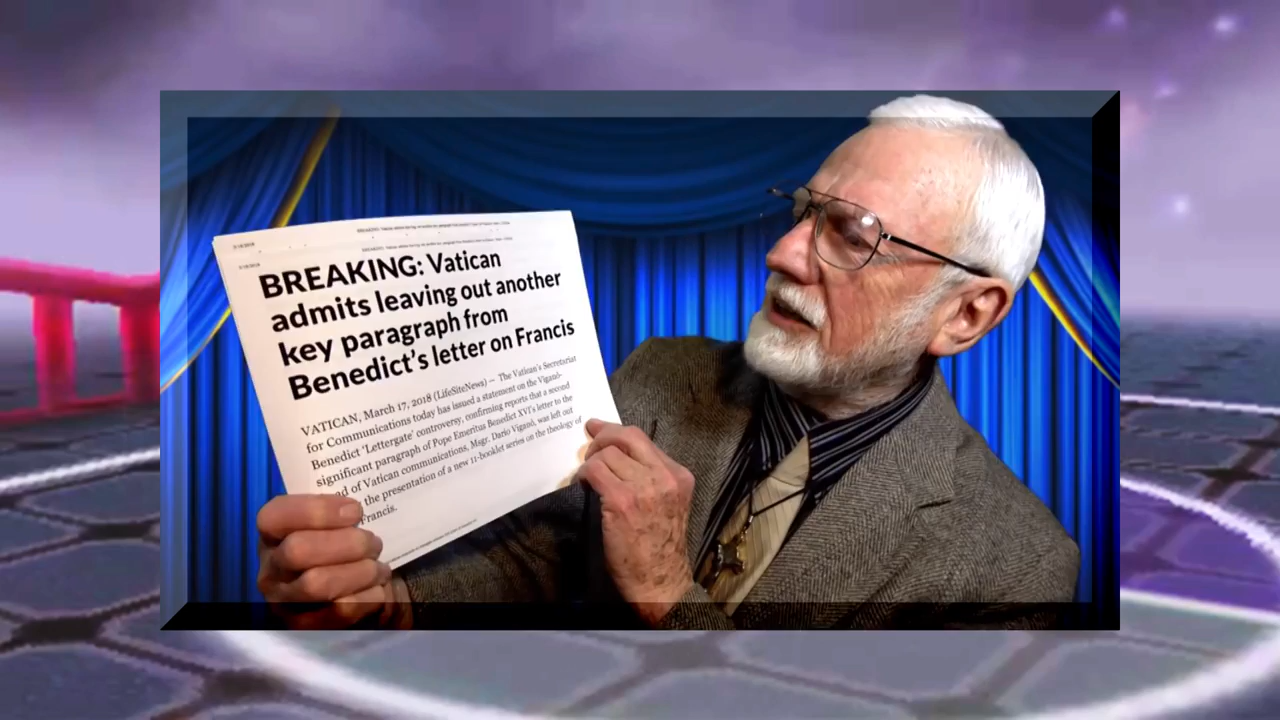 BREAKING: Vatican
admits leaving out another
key paragraph from
Benedict's letter on Francis
VATICAN, March 17, 2018 (LifeSiteNews) — The Vatican's Secretariat
for Communications today has issued a statement on the Viganò-
Benedict 'Lettergate' controversy, confirming reports that a second
significant paragraph of Pope Emeritus Benedict XVI's letter to the
ad of Vatican communications, Msgr. Dario Viganò, was left out
the presentation of a new 11-booklet series on the theology of
Francis.